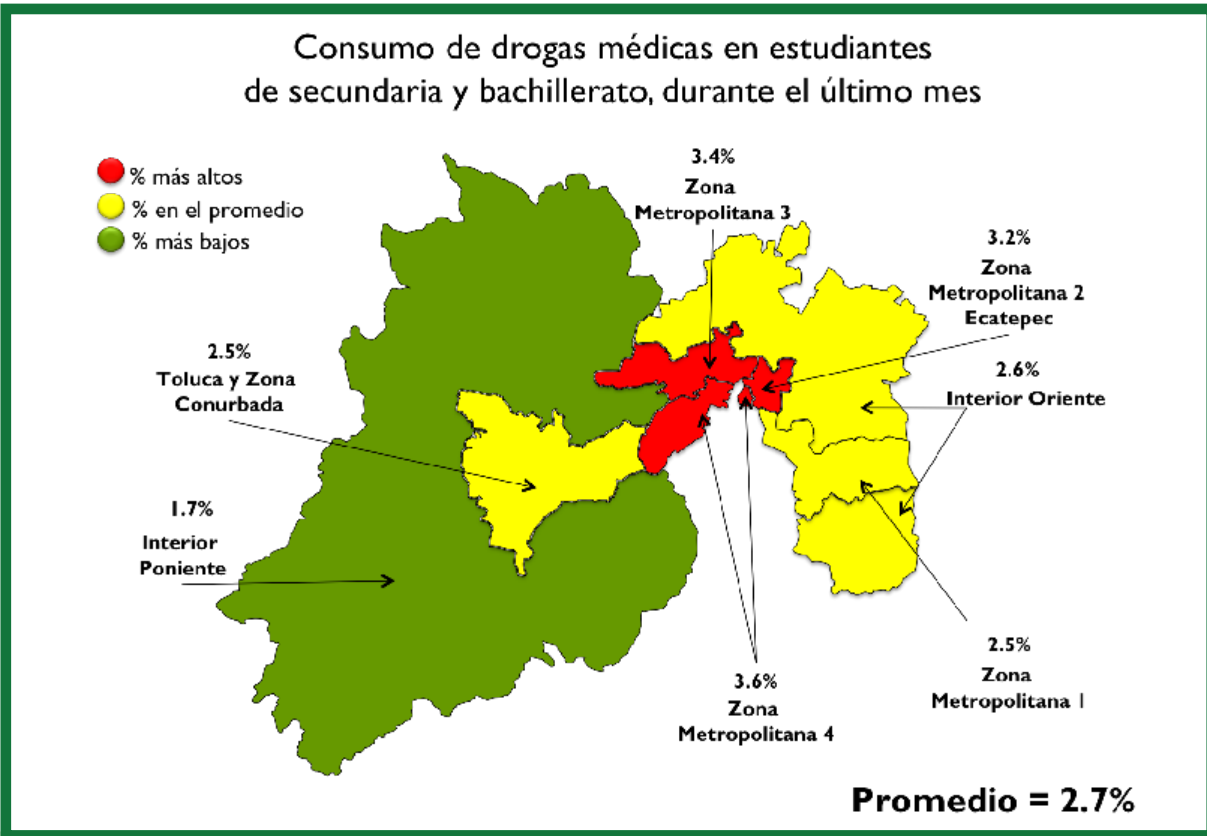 Consumo de drogas médicas en estudiantes
de secundaria y bachillerato, durante el último mes
% más altos
% en el promedio
% más bajos
3.4%
Zona
Metropolitana 3
3.2%
Zona
Metropolitana 2
Ecatepec
2.5%
Toluca y Zona
Conurbada
2.6%
Interior Oriente
1.7%
Interior
Poniente
2.5%
Zona
Metropolitana 1
3.6%
Zona
Metropolitana 4
Promedio = 2.7%